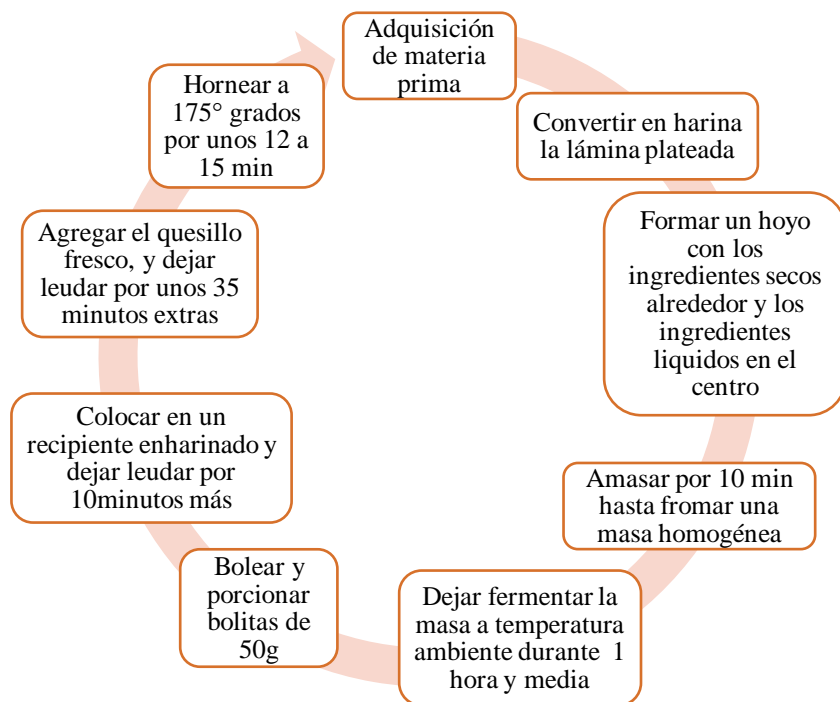 Adquisición
de materia
prima
Convertir en harina
la lámina plateada
Formar un hoyo
con los
ingredientes secos
alrededor y los
ingredientes
liquidos en el
centro
Amasar por 10 min
hasta fromar una
masa homogénea
Dejar fermentar la
masa a temperatura
ambiente durante 1
hora y media
Bolear y
porcionar
bolitas de
50g
Colocar en un
recipiente enharinado y
dejar leudar por
10minutos más
Agregar el quesillo
fresco, y dejar
leudar por unos 35
minutos extras
Hornear a
175° grados
por unos 12 a
15 min